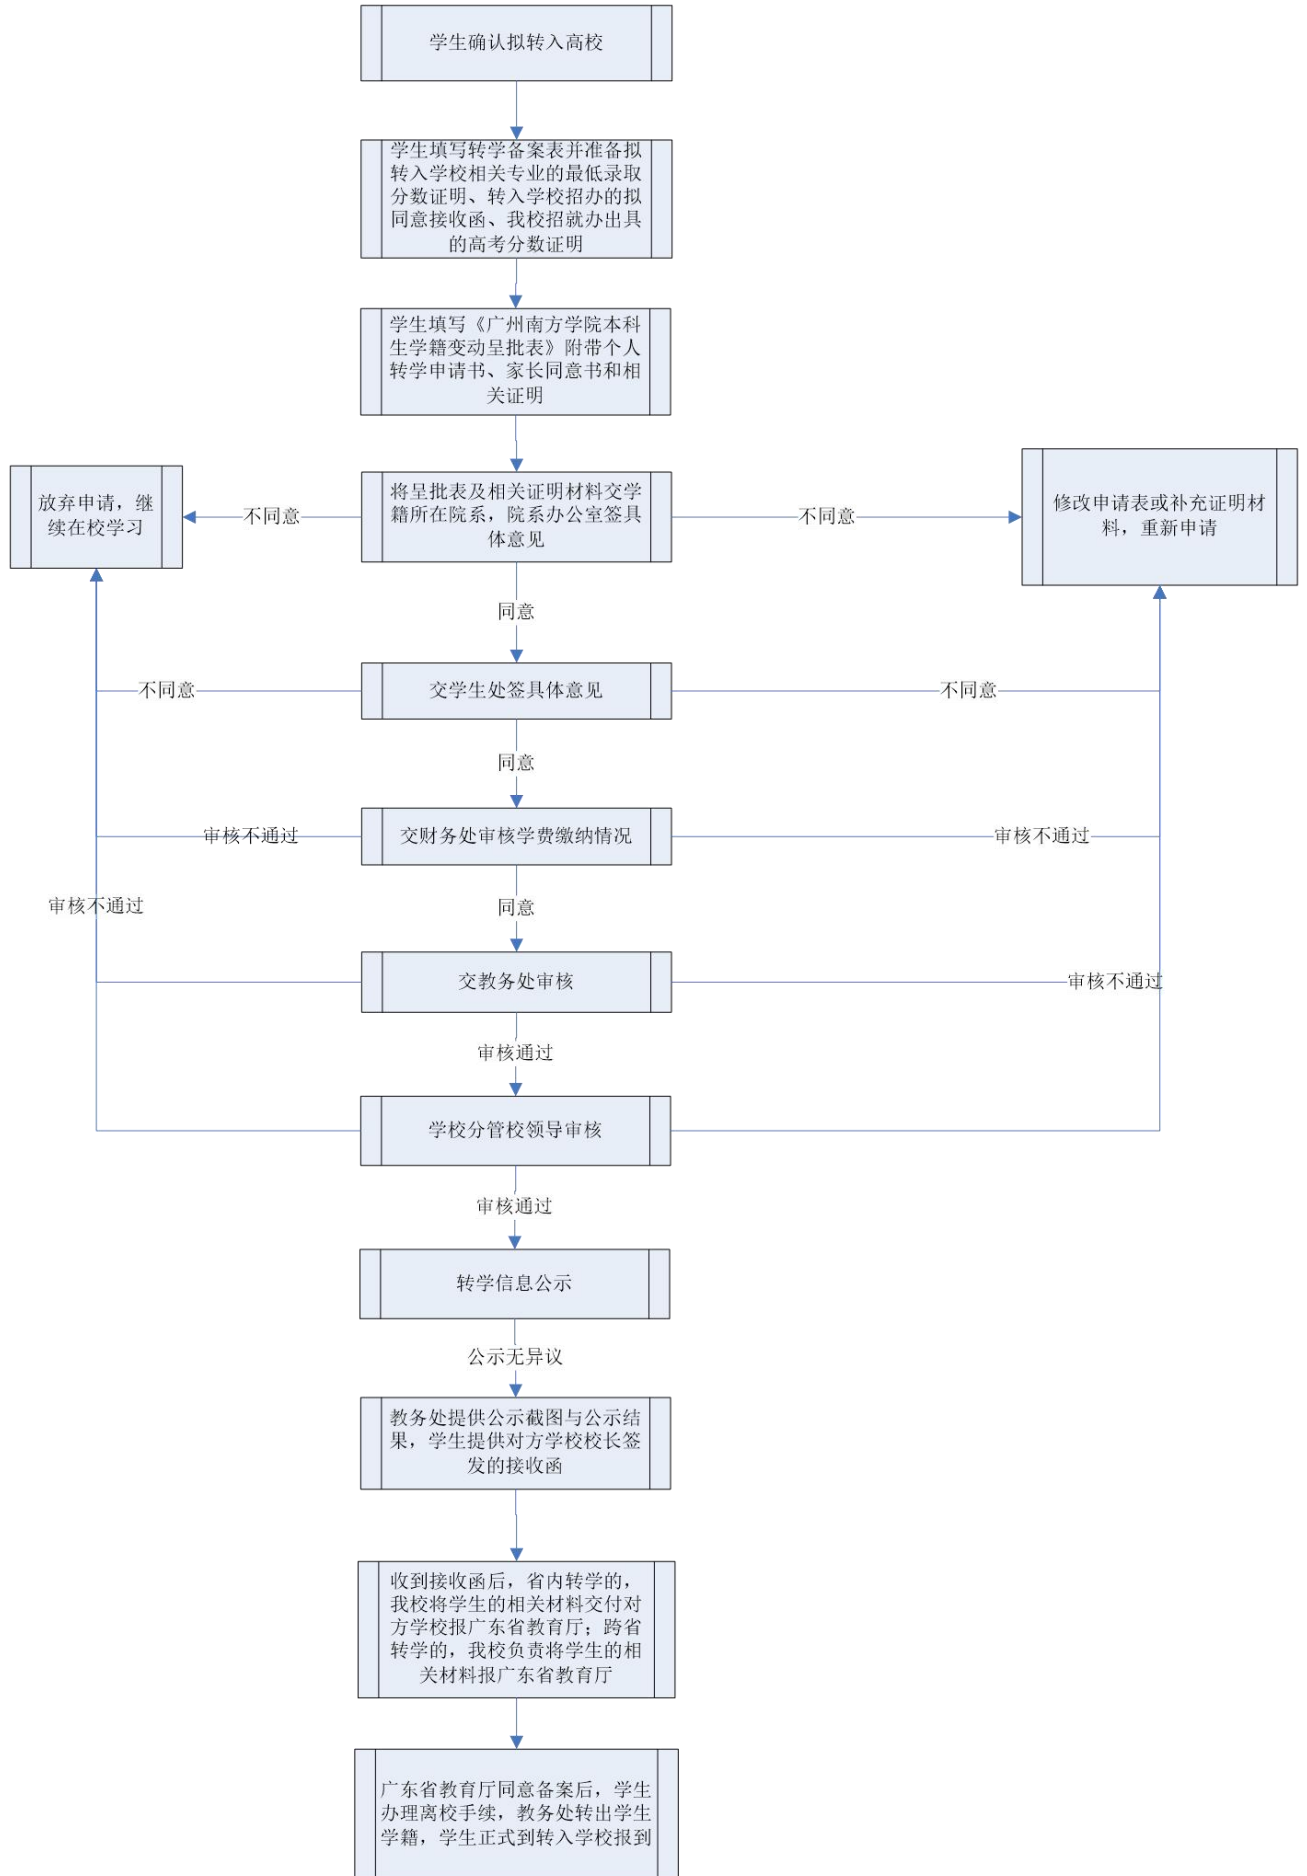 学生确认拟转入高校
学生填写转学备案表并准备拟
转入学校相关专业的最低录取
分数证明、转入学校招办的拟
同意接收函、我校招就办出具
的高考分数证明
学生填写《广州南方学院本科
生学籍变动呈批表》附带个人
转学申请书、家长同意书和相
关证明
放弃申请，继
续在校学习
不同意
将呈批表及相关证明材料交学
籍所在院系，院系办公室签具
体意见
不同意
修改申请表或补充证明材
料，重新申请
同意
不同意
交学生处签具体意见
不同意
同意
审核不通过
交财务处审核学费缴纳情况
审核不通过
审核不通过
同意
交教务处审核
审核不通过
审核通过
学校分管校领导审核
审核通过
转学信息公示
公示无异议
教务处提供公示截图与公示结
果，学生提供对方学校校长签
发的接收函
收到接收函后，省内转学的，
我校将学生的相关材料交付对
方学校报广东省教育厅；跨省
转学的，我校负责将学生的相
关材料报广东省教育厅
广东省教育厅同意备案后，学生
办理离校手续，教务处转出学生
学籍，学生正式到转入学校报到